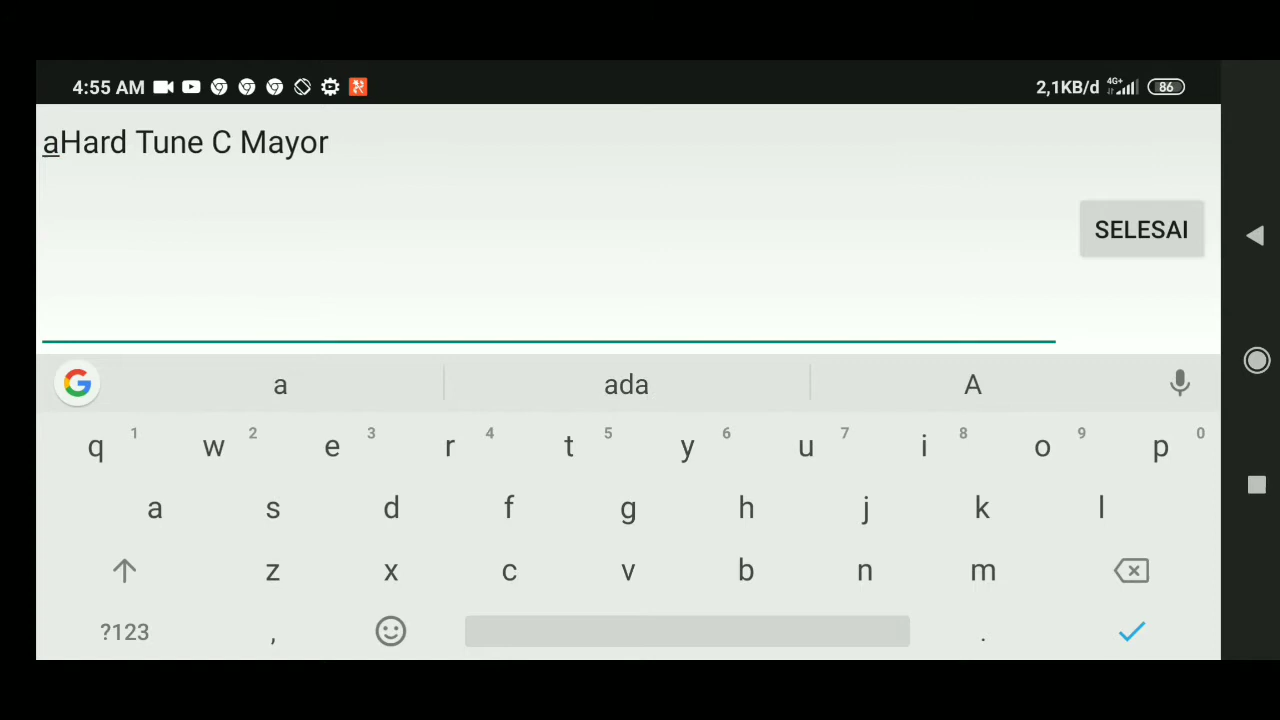 4:55 AM 2,1KB/d 4G+ 86
aHard Tune C Mayor
SELESAI
a ada A
q 1 w 2 e 3 r 4 t 5 y 6 u 7 i 8 o 9 p 0
a s d f g h j k l
z x c v b n m
?123 , .